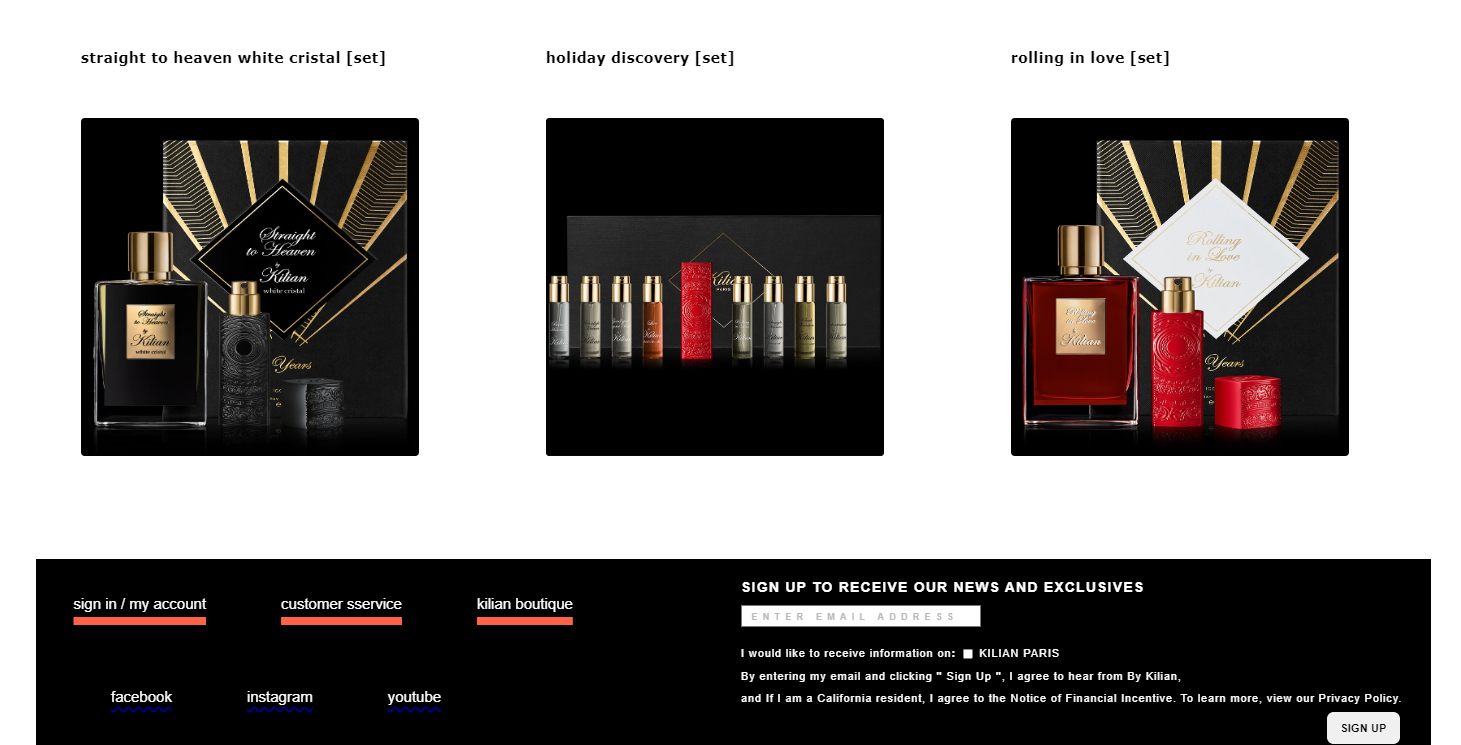 straight to heaven white cristal [set]
holiday discovery [set]
rolling in love [set]
Straight
to Heaven
by
Kilian
white cristal
Straight
to Heaven
by
Kilian
white cristal
Years
Kilian
PARIS
Rolling
in Love
by
Kilian
Rolling
in Love
by
Kilian
Years
sign in / my account
customer sservice
kilian boutique
facebook
instagram
youtube
SIGN UP TO RECEIVE OUR NEWS AND EXCLUSIVES
ENTER EMAIL ADDRESS
I would like to receive information on: KILIAN PARIS
By entering my email and clicking " Sign Up ", I agree to hear from By Kilian,
and If I am a California resident, I agree to the Notice of Financial Incentive. To learn more, view our Privacy Policy.
SIGN UP